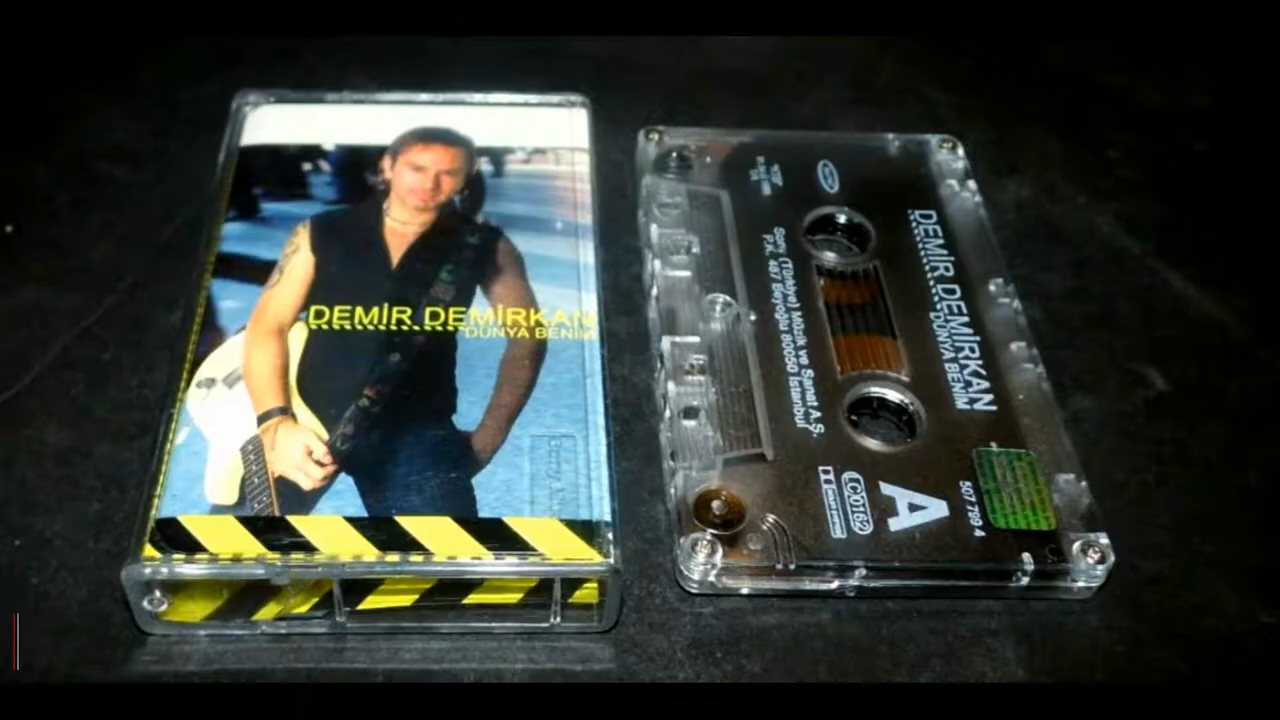 DEMİR DEMİRKAN
DÜNYA BENİM
DEMİR DEMİRKAN
DÜNYA BENİM
Sony (Türkiye) Müzik ve Sanat A.Ş.
P.K. 487 Beyoğlu 80050 İstanbul
A
LC0162
507 799 4